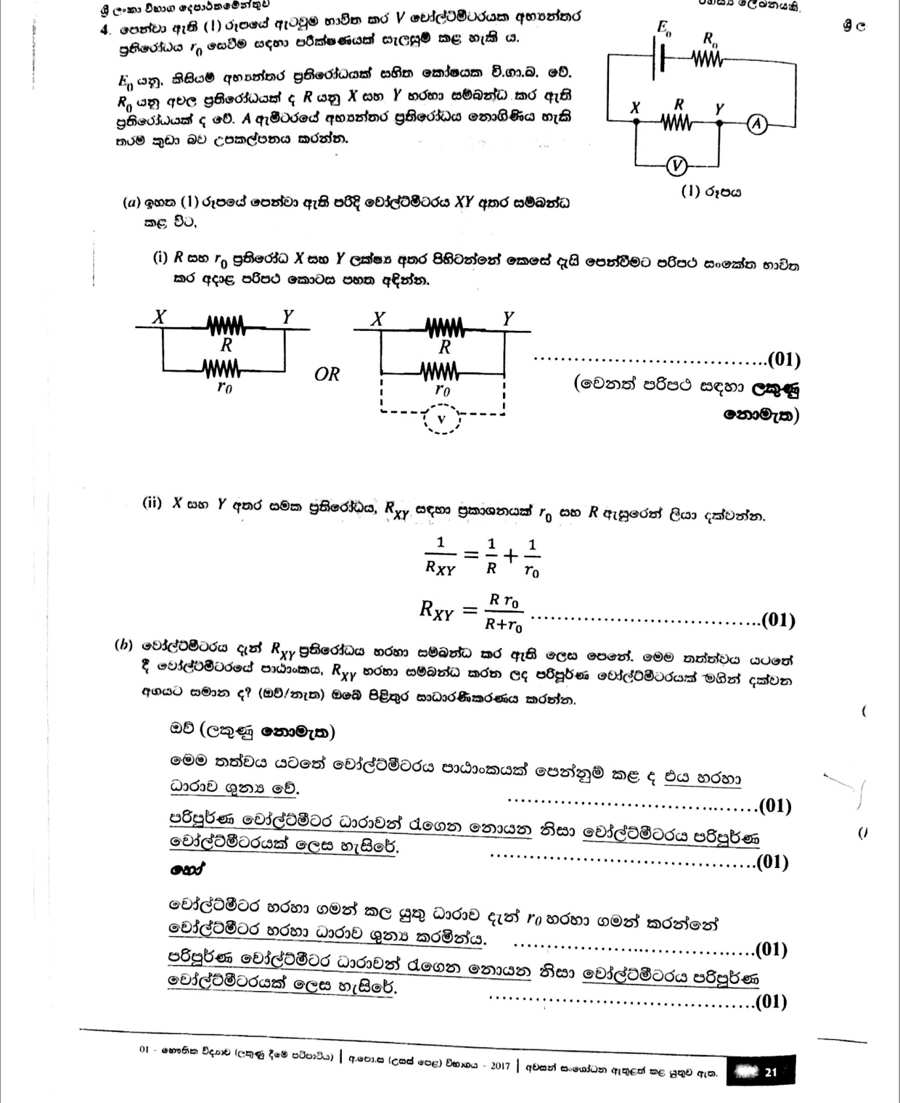 ශ්‍රී ලංකා විභාග දෙපාර්තමේන්තුව
4. පෙන්වා ඇති (1) රූපයේ ඇටවුම භාවිත කර V වෝල්ට්මීටරයක අභ්‍යන්තර
ප්‍රතිරෝධය r₀ සෙවීම සඳහා පරීක්ෂණයක් සැලසුම් කළ හැකි ය.
E₀ යනු, කිසියම් අභ්‍යන්තර ප්‍රතිරෝධයක් සහිත කෝෂයක වි.ගා.බ. වේ.
R₀ යනු අචල ප්‍රතිරෝධයක් ද R යනු X සහ Y හරහා සම්බන්ධ කර ඇති
ප්‍රතිරෝධයක් ද වේ. A ඇමීටරයේ අභ්‍යන්තර ප්‍රතිරෝධය නොගිණිය හැකි
තරම් කුඩා බව උපකල්පනය කරන්න.
E₀
R₀
X R Y
A
V
(1) රූපය
(a) ඉහත (1) රූපයේ පෙන්වා ඇති පරිදි වෝල්ට්මීටරය XY අතර සම්බන්ධ
කළ විට,
(i) R සහ r₀ ප්‍රතිරෝධ X සහ Y ලක්ෂ්‍ය අතර පිහිටන්නේ කෙසේ දැයි පෙන්වීමට පරිපථ සංකේත භාවිත
කර අදාළ පරිපථ කොටස පහත අඳින්න.
X Y
R
r₀
OR
X Y
R
r₀
V
.................................(01)
(වෙනත් පරිපථ සඳහා ලකුණු
නොමැත)
(ii) X සහ Y අතර සමක ප්‍රතිරෝධය, R_XY සඳහා ප්‍රකාශනයක් r₀ සහ R ඇසුරෙන් ලියා දක්වන්න.
1/R_XY = 1/R + 1/r₀
R_XY = R r₀/R+r₀ .................................(01)
(b) වෝල්ට්මීටරය දැන් R_XY ප්‍රතිරෝධය හරහා සම්බන්ධ කර ඇති ලෙස පෙනේ. මෙම තත්ත්වය යටතේ
දී වෝල්ට්මීටරයේ පාඨාංකය, R_XY හරහා සම්බන්ධ කරන ලද පරිපූර්ණ වෝල්ට්මීටරයක් මගින් දක්වන
අගයට සමාන ද? (ඔව්/නැත) ඔබේ පිළිතුර සාධාරණීකරණය කරන්න.
ඔව් (ලකුණු නොමැත)
මෙම තත්වය යටතේ වෝල්ට්මීටරය පාඨාංකයක් පෙන්නුම් කළ ද එය හරහා
ධාරාව ශුන්‍ය වේ. .................................(01)
පරිපූර්ණ වෝල්ට්මීටර ධාරාවන් රැගෙන නොයන නිසා වෝල්ට්මීටරය පරිපූර්ණ
වෝල්ට්මීටරයක් ලෙස හැසිරේ. .................................(01)
හෝ
වෝල්ට්මීටර හරහා ගමන් කල යුතු ධාරාව දැන් r₀ හරහා ගමන් කරන්නේ
වෝල්ට්මීටර හරහා ධාරාව ශුන්‍ය කරමින්ය. .................................(01)
පරිපූර්ණ වෝල්ට්මීටර ධාරාවන් රැගෙන නොයන නිසා වෝල්ට්මීටරය පරිපූර්ණ
වෝල්ට්මීටරයක් ලෙස හැසිරේ. .................................(01)
01 - භෞතික විද්‍යාව (ලකුණු දීමේ පටිපාටිය) | අ.පො.ස (උසස් පෙළ) විභාගය - 2017 | අවසන් සංශෝධන ඇතුළත් කළ යුතුව ඇත. 21